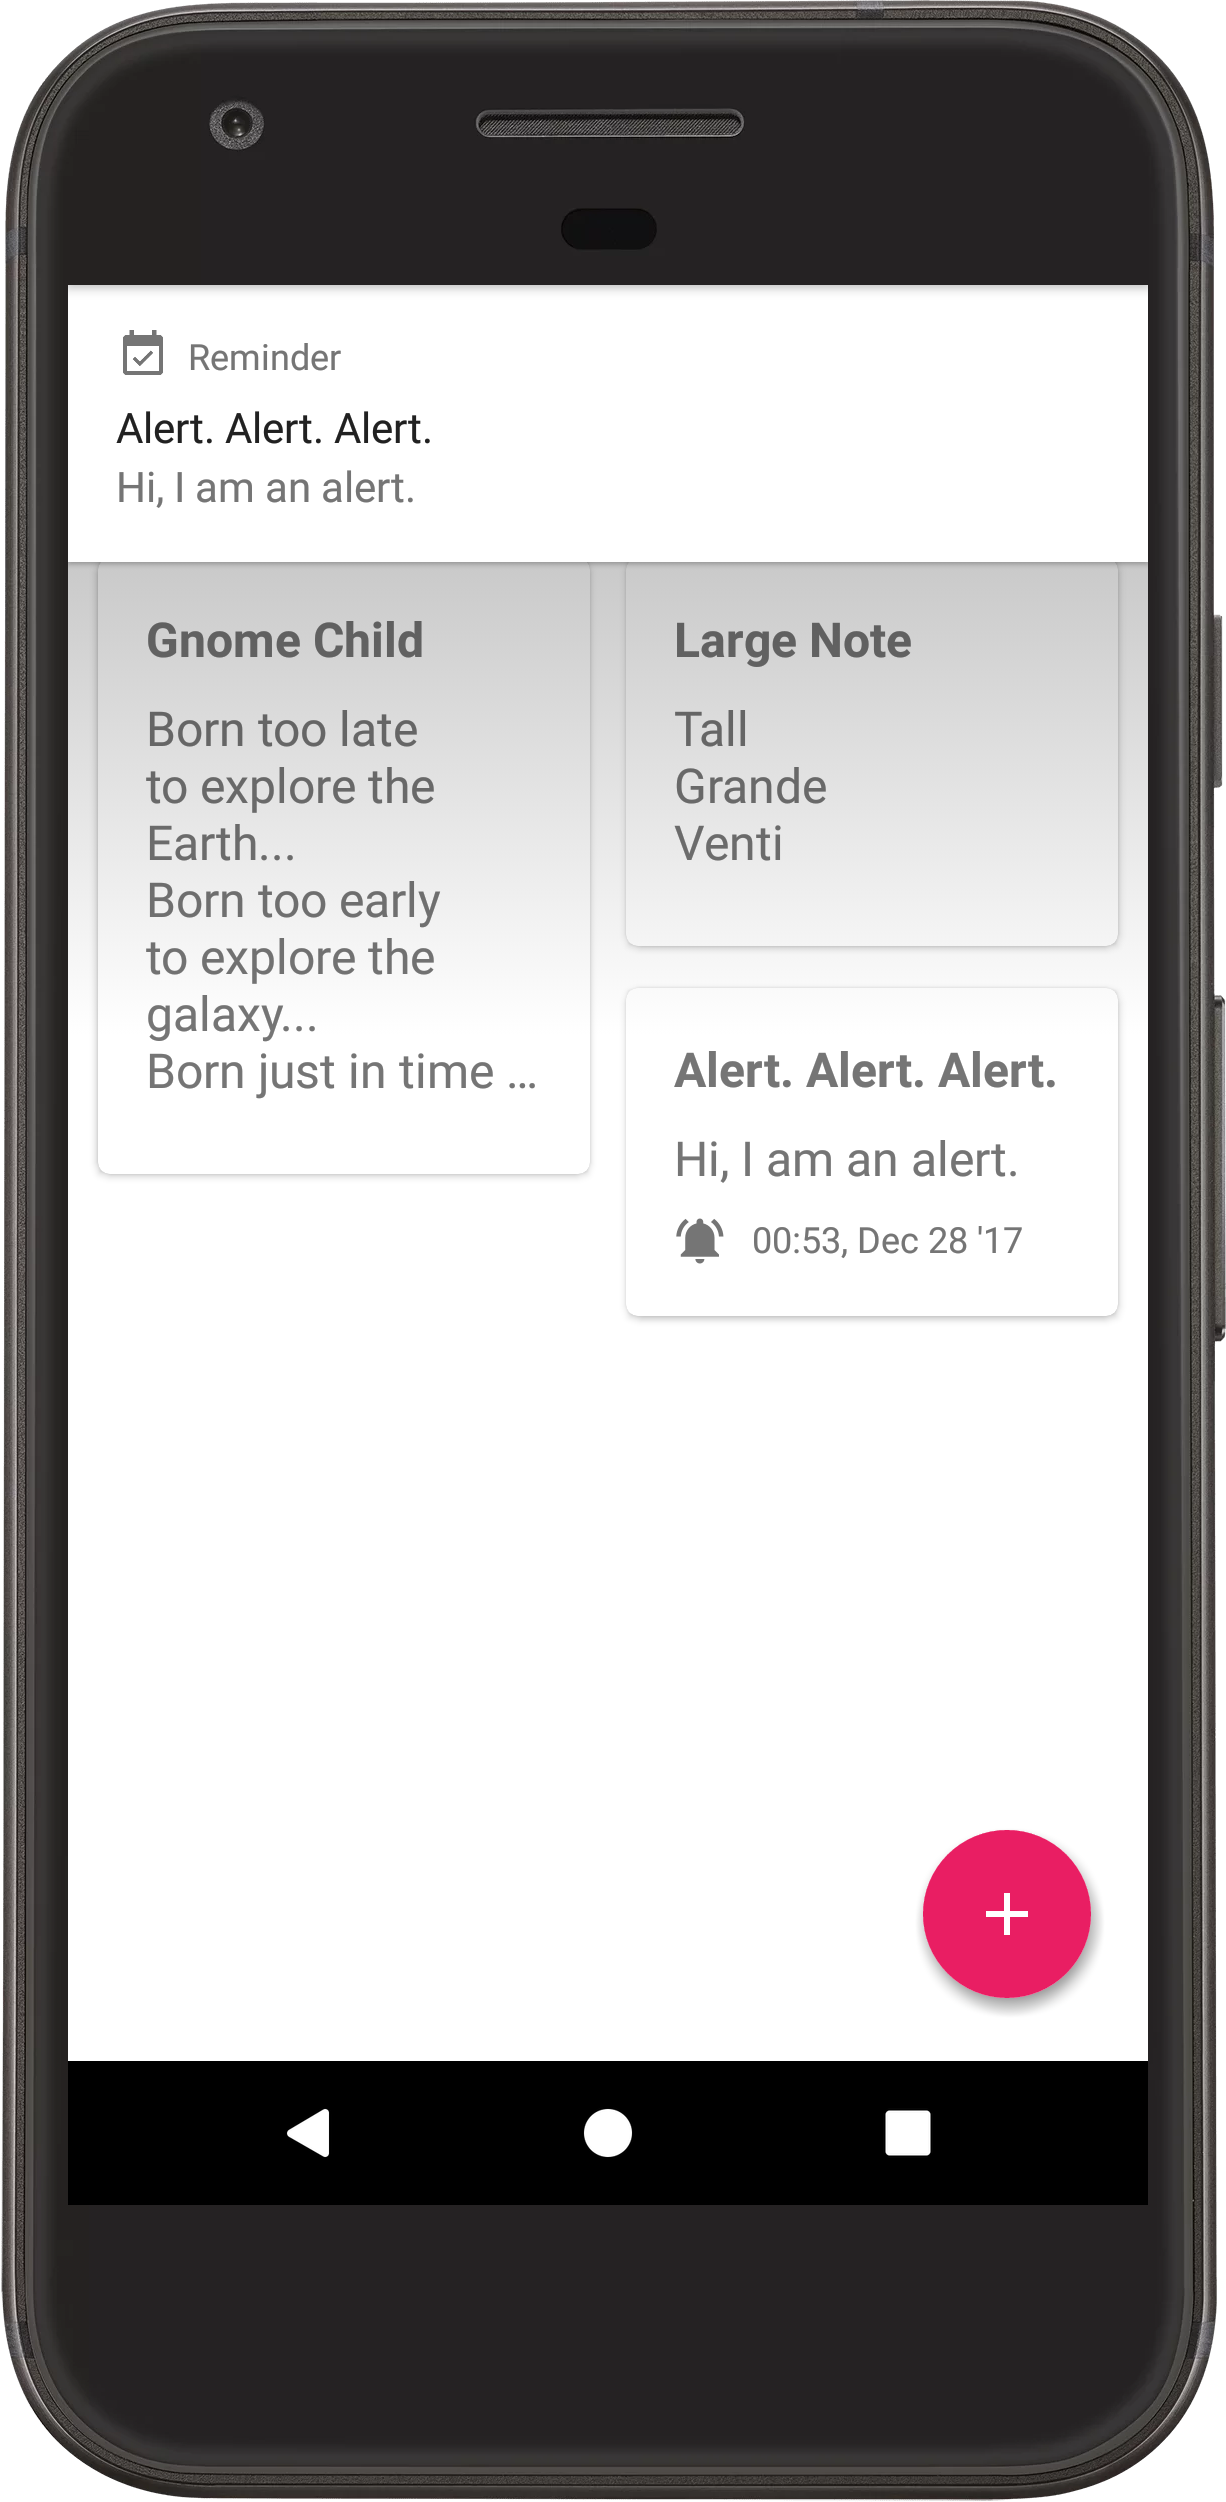 Reminder
Alert. Alert. Alert.
Hi, I am an alert.
Gnome Child
Born too late
to explore the
Earth...
Born too early
to explore the
galaxy...
Born just in time ...
Large Note
Tall
Grande
Venti
Alert. Alert. Alert.
Hi, I am an alert.
00:53, Dec 28 '17